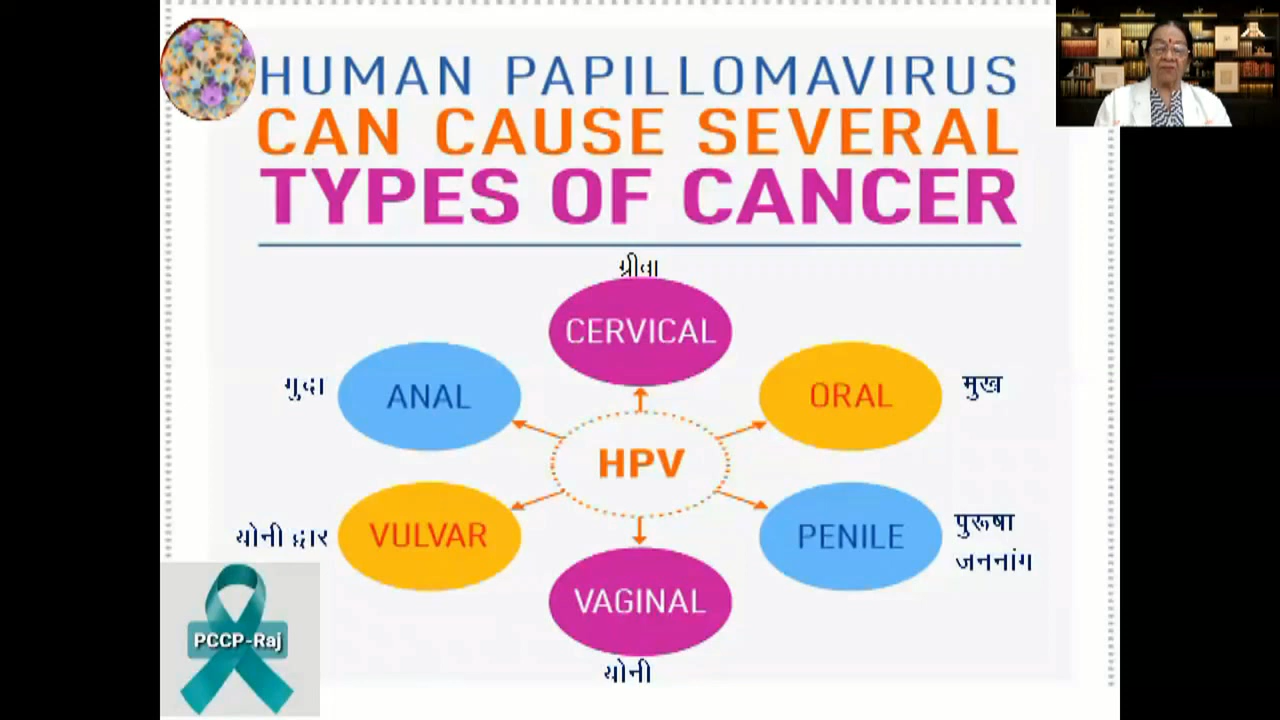 HUMAN PAPILLOMAVIRUS
CAN CAUSE SEVERAL
TYPES OF CANCER
ग्रीवा
CERVICAL
गुदा
ANAL
ORAL
मुख
HPV
योनी द्वार
VULVAR
PENILE
पुरूषा
जननांग
VAGINAL
योनी
PCCP-Raj